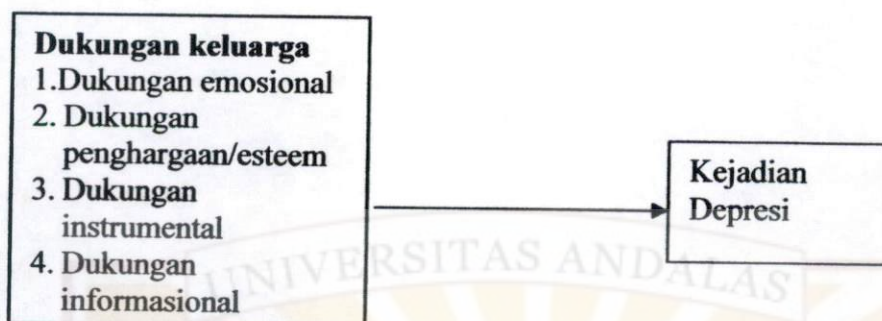 Dukungan keluarga
1.Dukungan emosional
2. Dukungan
penghargaan/esteem
3. Dukungan
instrumental
4. Dukungan
informasional
Kejadian
Depresi
UNIVERSITAS ANDALAS